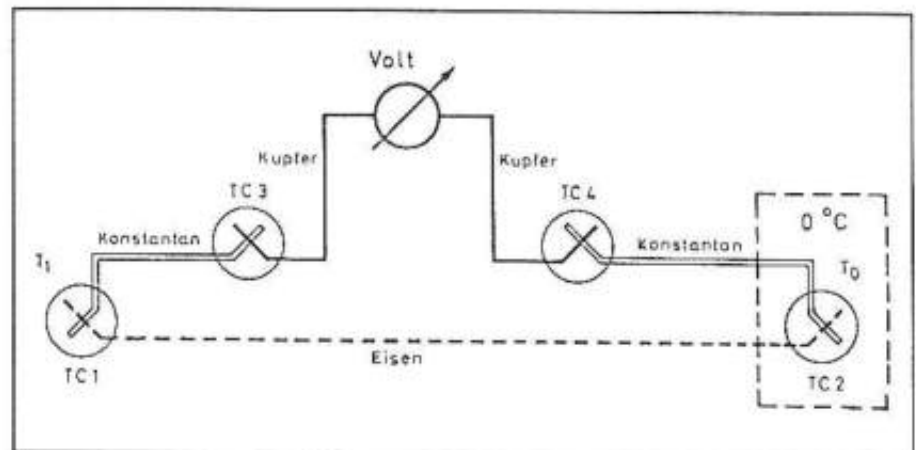 Volt
Kupfer
Kupfer
TC 3
TC 4
0 °C
Konstantan
Konstantan
T₁
T₀
Eisen
TC 1
TC 2